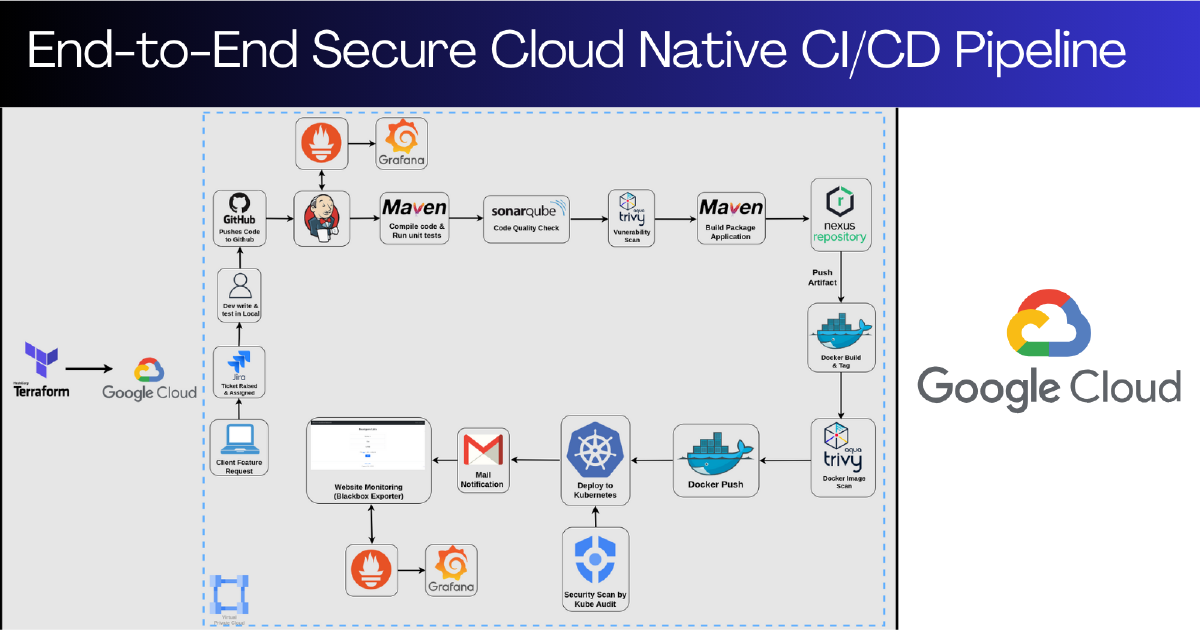 End-to-End Secure Cloud Native CI/CD Pipeline
Grafana
GitHub
Pushes Code
to Github
Maven
Compile code &
Run unit tests
sonarqube
Code Quality Check
aqua
trivy
Vunerability
Scan
Maven
Build Package
Application
nexus
repository
Push
Artifact
Dev write &
test in Local
Docker Build
& Tag
HashiCorp
Terraform
Google Cloud
Jira
Ticket Raised
& Assigned
Google Cloud
Client Feature
Request
Website Monitoring
(Blackbox Exporter)
Mail
Notification
Deploy to
Kubernetes
Docker Push
aqua
trivy
Docker Image
Scan
Grafana
Security Scan by
Kube Audit
Virtual
Private Cloud